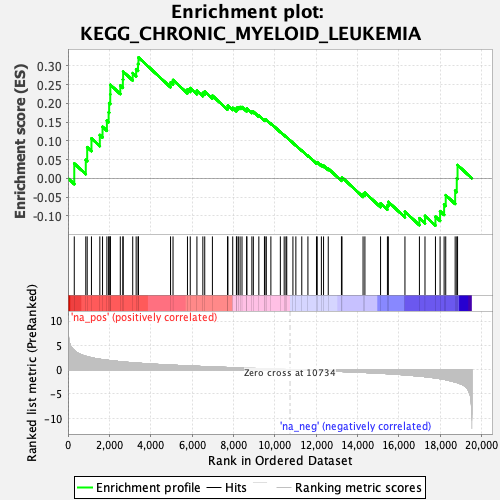 Enrichment plot:
KEGG_CHRONIC_MYELOID_LEUKEMIA
Enrichment score (ES)
0.30
0.25
0.20
0.15
0.10
0.05
0.00
-0.05
-0.10
'na_pos' (positively correlated)
Ranked list metric (PreRanked)
10
5
0
-5
-10
Zero cross at 10734
'na_neg' (negatively correlated)
0
2,000
4,000
6,000
8,000
10,000
12,000
14,000
16,000
18,000
20,000
Rank in Ordered Dataset
Enrichment profile
Hits
Ranking metric scores